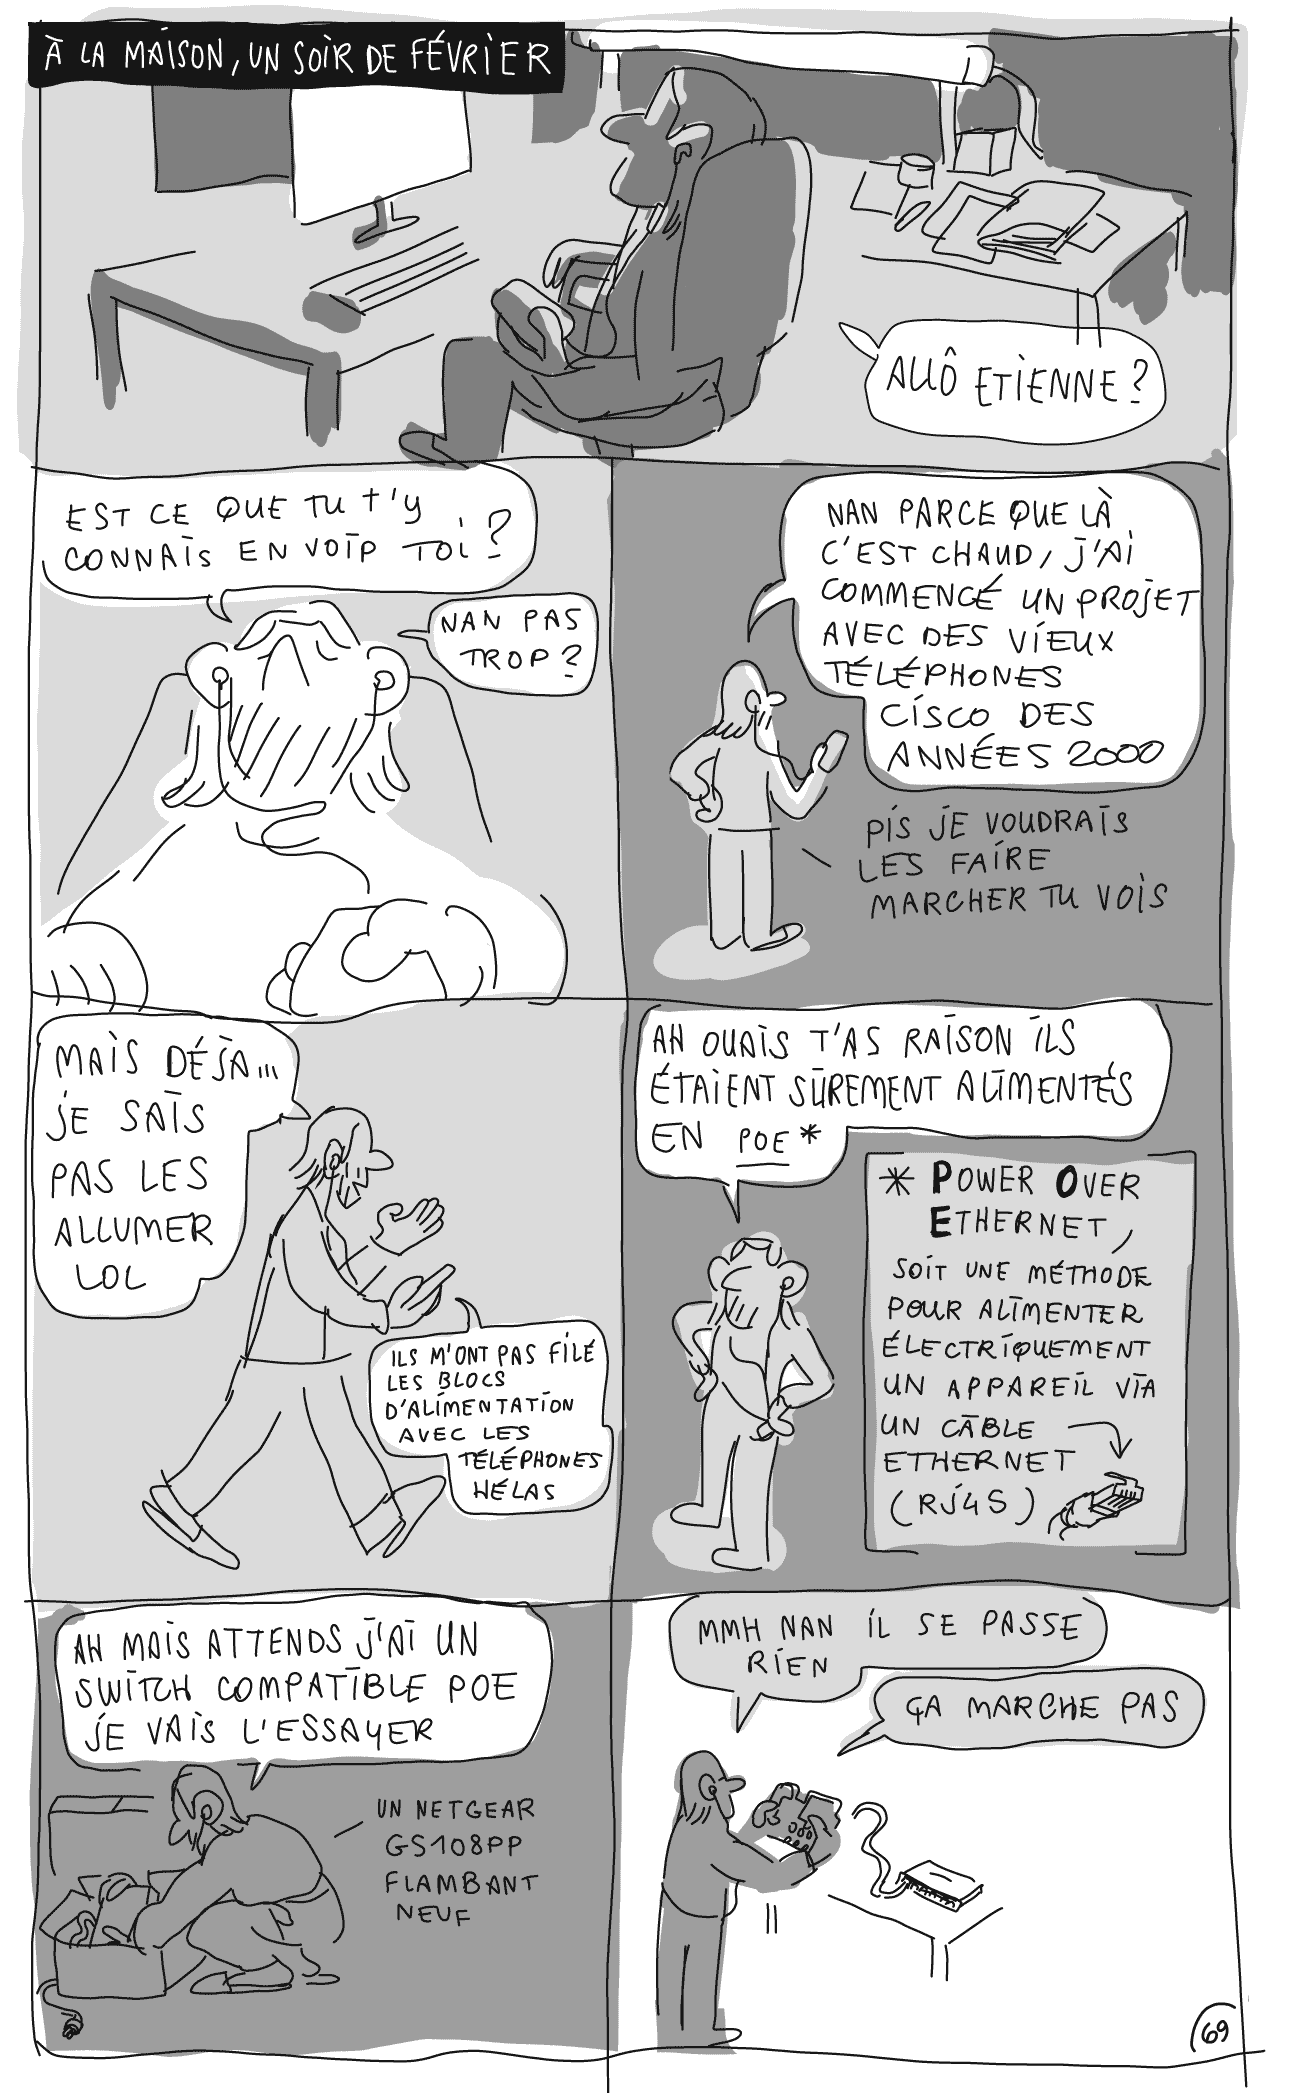 À LA MAISON, UN SOIR DE FÉVRIER
ALLÔ ETIENNE?
EST CE QUE TU T'Y
CONNAIS EN VOIP TOI?
NAN PAS
TROP?
NAN PARCE QUE LÀ
C'EST CHAUD, J'AI
COMMENCÉ UN PROJET
AVEC DES VIEUX
TÉLÉPHONES
CISCO DES
ANNÉES 2000
PIS JE VOUDRAIS
LES FAIRE
MARCHER TU VOIS
MAIS DÉJÀ...
JE SAIS
PAS LES
ALLUMER
LOL
ILS M'ONT PAS FILÉ
LES BLOCS
D'ALIMENTATION
AVEC LES
TÉLÉPHONES
HÉLAS
AH OUAIS T'AS RAISON ILS
ÉTAIENT SÛREMENT ALIMENTÉS
EN POE*
* POWER OVER
ETHERNET,
SOIT UNE MÉTHODE
POUR ALIMENTER
ÉLECTRIQUEMENT
UN APPAREIL VIA
UN CÂBLE
ETHERNET
(RJ45)
AH MAIS ATTENDS J'AI UN
SWITCH COMPATIBLE POE
JE VAIS L'ESSAYER
UN NETGEAR
GS108PP
FLAMBANT
NEUF
MMH NAN IL SE PASSE
RIEN
ÇA MARCHE PAS
69